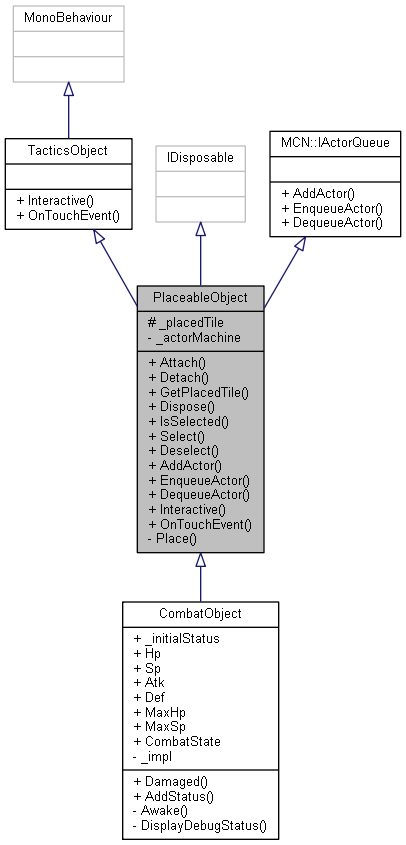 MonoBehaviour
TacticsObject
+ Interactive()
+ OnTouchEvent()
IDisposable
MCN::IActorQueue
+ AddActor()
+ EnqueueActor()
+ DequeueActor()
PlaceableObject
# _placedTile
- _actorMachine
+ Attach()
+ Detach()
+ GetPlacedTile()
+ Dispose()
+ IsSelected()
+ Select()
+ Deselect()
+ AddActor()
+ EnqueueActor()
+ DequeueActor()
+ Interactive()
+ OnTouchEvent()
- Place()
CombatObject
+ _initialStatus
+ Hp
+ Sp
+ Atk
+ Def
+ MaxHp
+ MaxSp
+ CombatState
- _impl
+ Damaged()
+ AddStatus()
- Awake()
- DisplayDebugStatus()